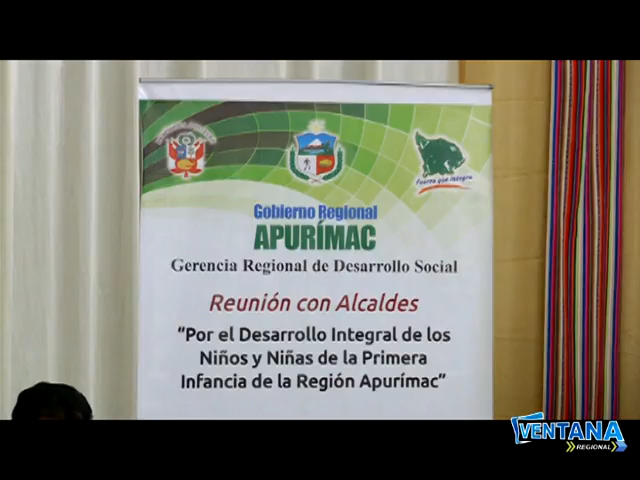 Fuerza que integra
Gobierno Regional
APURÍMAC
Gerencia Regional de Desarrollo Social
Reunión con Alcaldes
"Por el Desarrollo Integral de los
Niños y Niñas de la Primera
Infancia de la Región Apurímac"
VENTANA
REGIONAL